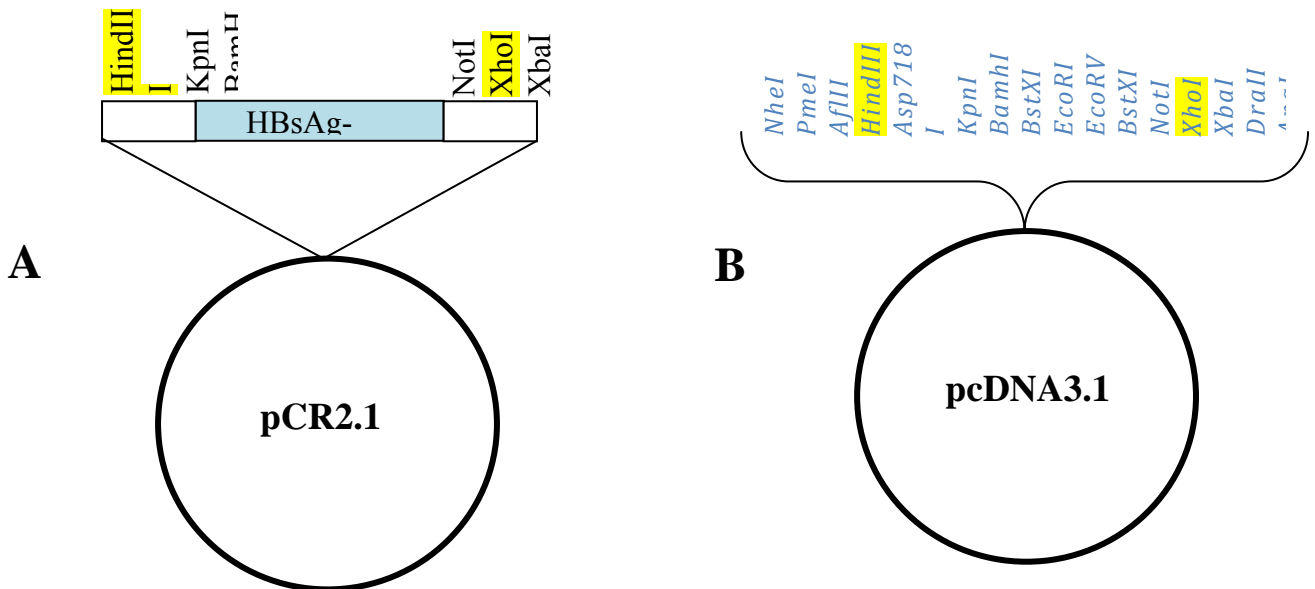 HindII
I
KpnI
NotI
XhoI
XbaI
HBsAg-
A
pCR2.1
NheI
PmeI
AflII
HindIII
Asp718
I
KpnI
BamhI
BstXI
EcoRI
EcoRV
BstXI
NotI
XhoI
XbaI
DraII
B
pcDNA3.1